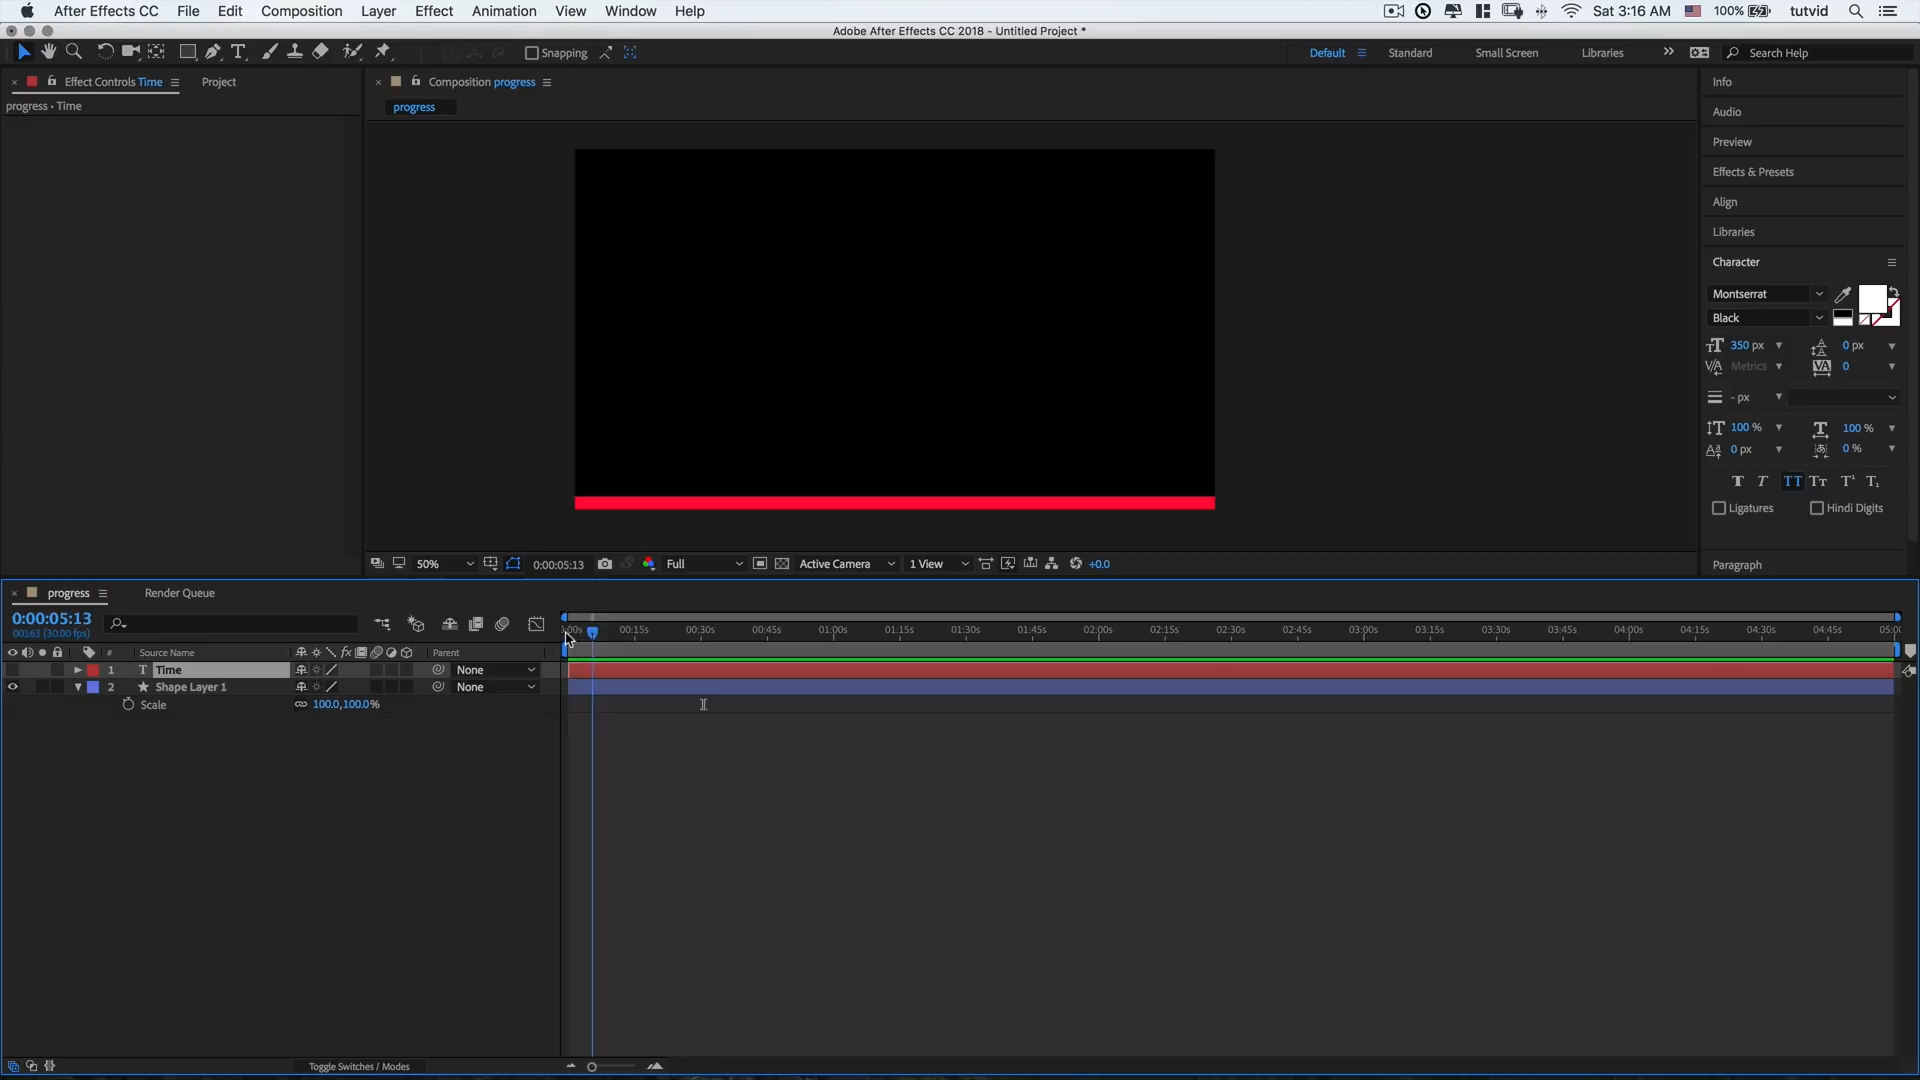 After Effects CC File Edit Composition Layer Effect Animation View Window Help Sat 3:16 AM 100% tutvid
Adobe After Effects CC 2018 - Untitled Project *
Snapping Default Standard Small Screen Libraries Search Help
Effect Controls Time Project
Composition progress
progress • Time
progress
Info
Audio
Preview
Effects & Presets
Align
Libraries
Character
Montserrat
Black
350 px 0 px
Metrics 0
- px
100 % 100 %
0 px 0 %
Ligatures Hindi Digits
Paragraph
50% 0:00:05:13 Full Active Camera 1 View +0.0
progress Render Queue
0:00:05:13
00163 (30.00 fps)
00:15s 00:30s 00:45s 01:00s 01:15s 01:30s 01:45s 02:00s 02:15s 02:30s 02:45s 03:00s 03:15s 03:30s 03:45s 04:00s 04:15s 04:30s 04:45s
# Source Name Parent
1 Time None
2 Shape Layer 1 None
Scale 100.0,100.0%
Toggle Switches / Modes